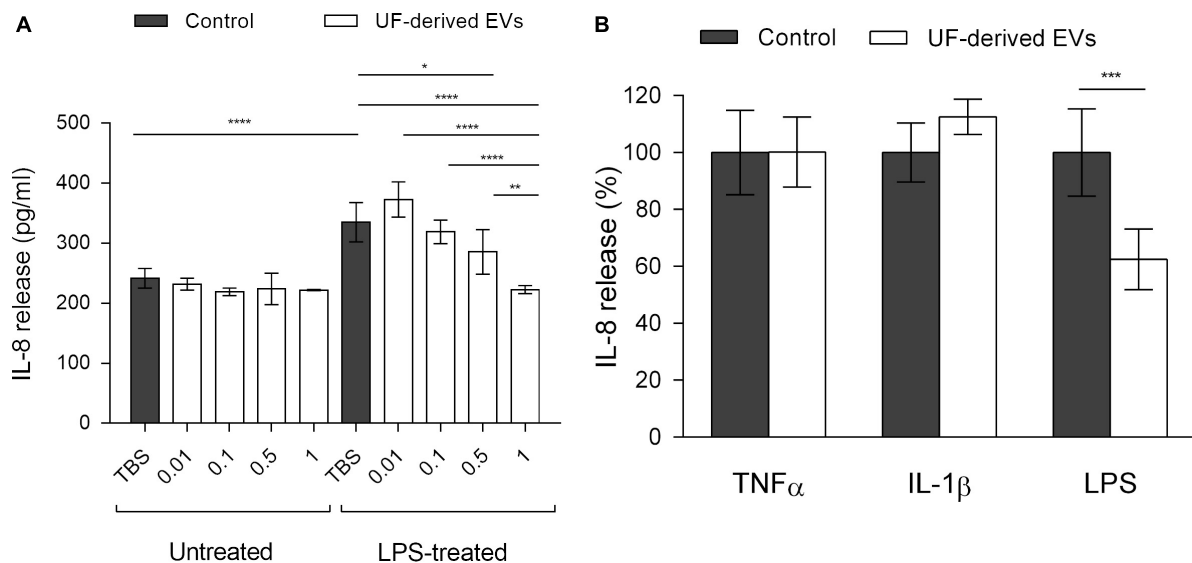 A
Control
UF-derived EVs
*
****
****
****
****
**
IL-8 release (pg/ml)
500
400
300
200
100
0
TBS
0.01
0.1
0.5
1
TBS
0.01
0.1
0.5
1
Untreated
LPS-treated
B
Control
UF-derived EVs
***
IL-8 release (%)
120
100
80
60
40
20
0
TNFα
IL-1β
LPS